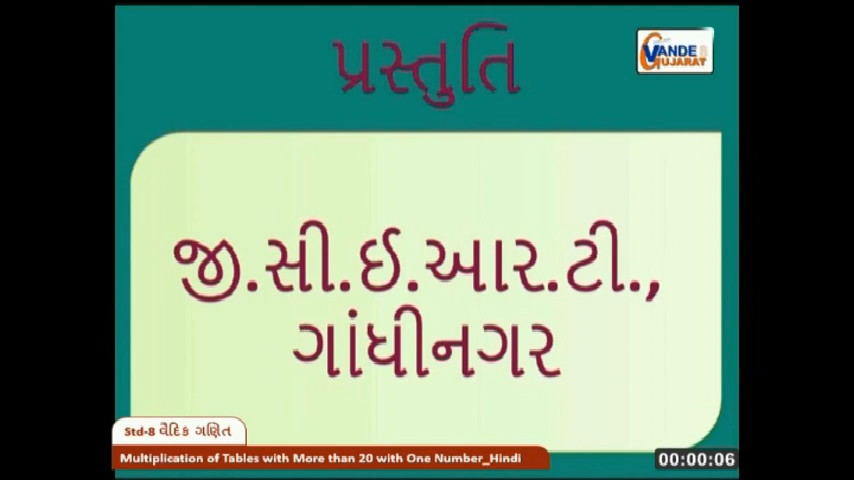 પ્રસ્તુતિ
VANDE
GUJARAT
જી.સી.ઈ.આર.ટી.,
ગાંધીનગર
Std-8 વૈદિક ગણિત
Multiplication of Tables with More than 20 with One Number_Hindi
00:00:06